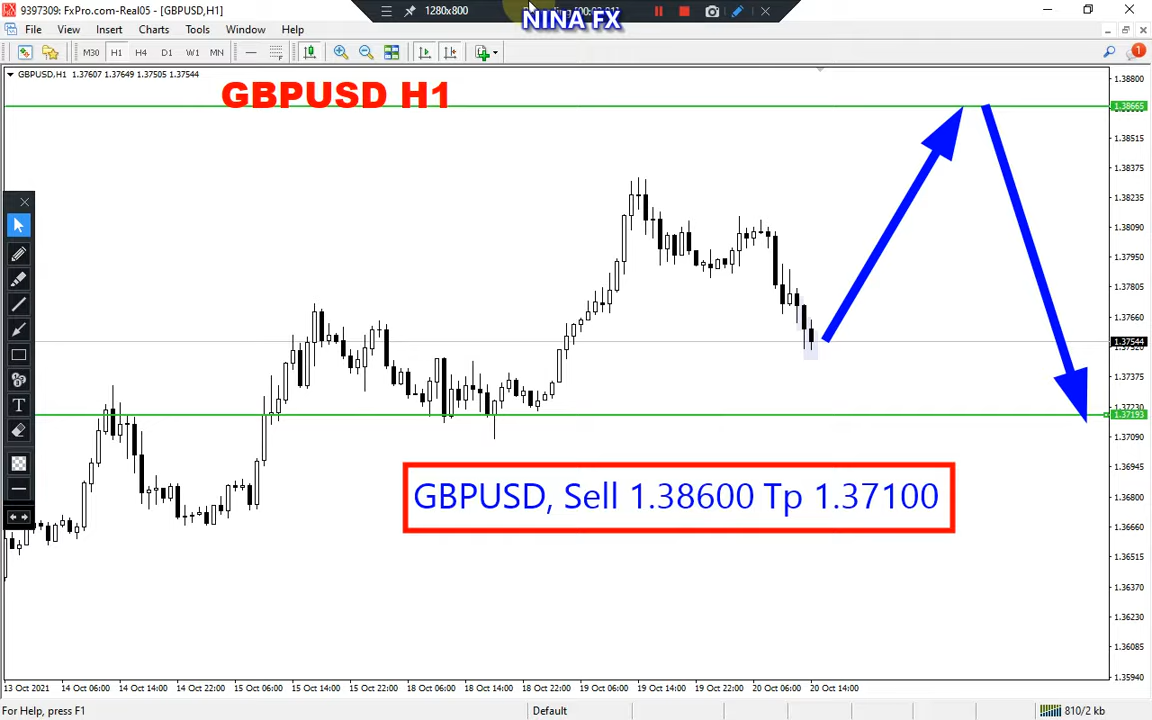 9397309: FxPro.com-Real05 - [GBPUSD,H1]
1280x800
NINA FX
File View Insert Charts Tools Window Help
M30 H1 H4 D1 W1 MN
1
GBPUSD,H1 1.37607 1.37649 1.37505 1.37544
GBPUSD H1
1.38800
1.38665
1.38515
1.38375
1.38235
1.38090
1.37950
1.37805
1.37660
1.37544
1.37375
1.37230
1.37193
1.37090
1.36945
1.36800
1.36660
1.36515
1.36370
1.36230
1.36085
1.35940
T
GBPUSD, Sell 1.38600 Tp 1.37100
13 Oct 2021 14 Oct 06:00 14 Oct 14:00 14 Oct 22:00 15 Oct 06:00 15 Oct 14:00 15 Oct 22:00 18 Oct 06:00 18 Oct 14:00 18 Oct 22:00 19 Oct 06:00 19 Oct 14:00 19 Oct 22:00 20 Oct 06:00 20 Oct 14:00
For Help, press F1 Default 810/2 kb